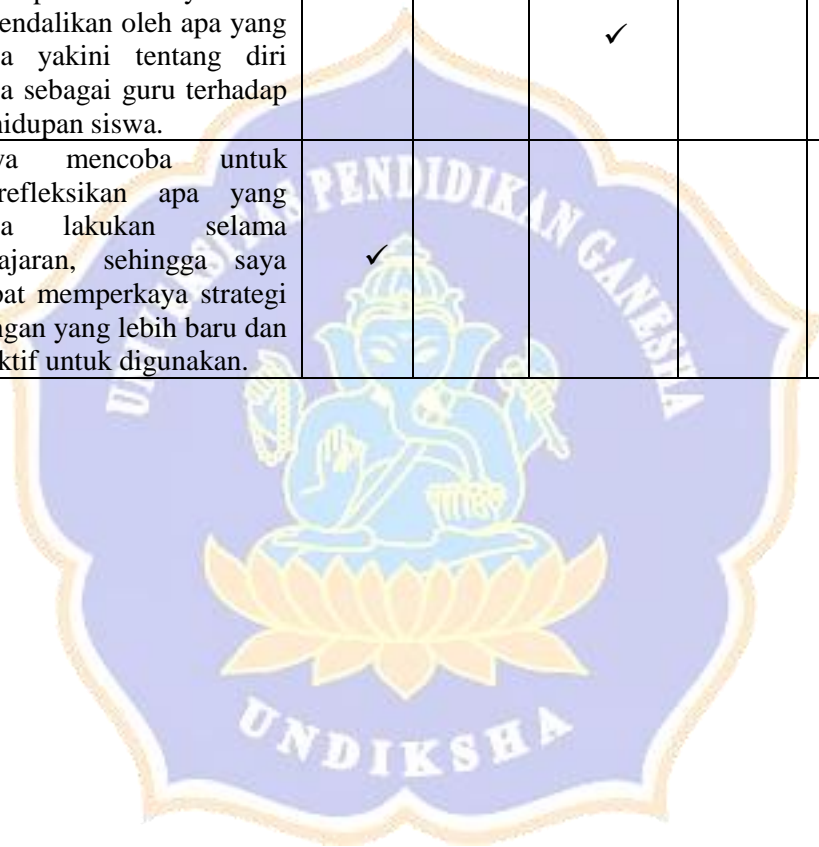 endalikan oleh apa yang
a yakini tentang diri
a sebagai guru terhadap
hidupan siswa.
✓
ya mencoba untuk
refleksikan apa yang
a lakukan selama
ajaran, sehingga saya
pat memperkaya strategi
ngan yang lebih baru dan
ktif untuk digunakan.
✓
UNIVERSITAS PENDIDIKAN GANESHA
UNDIKSHA